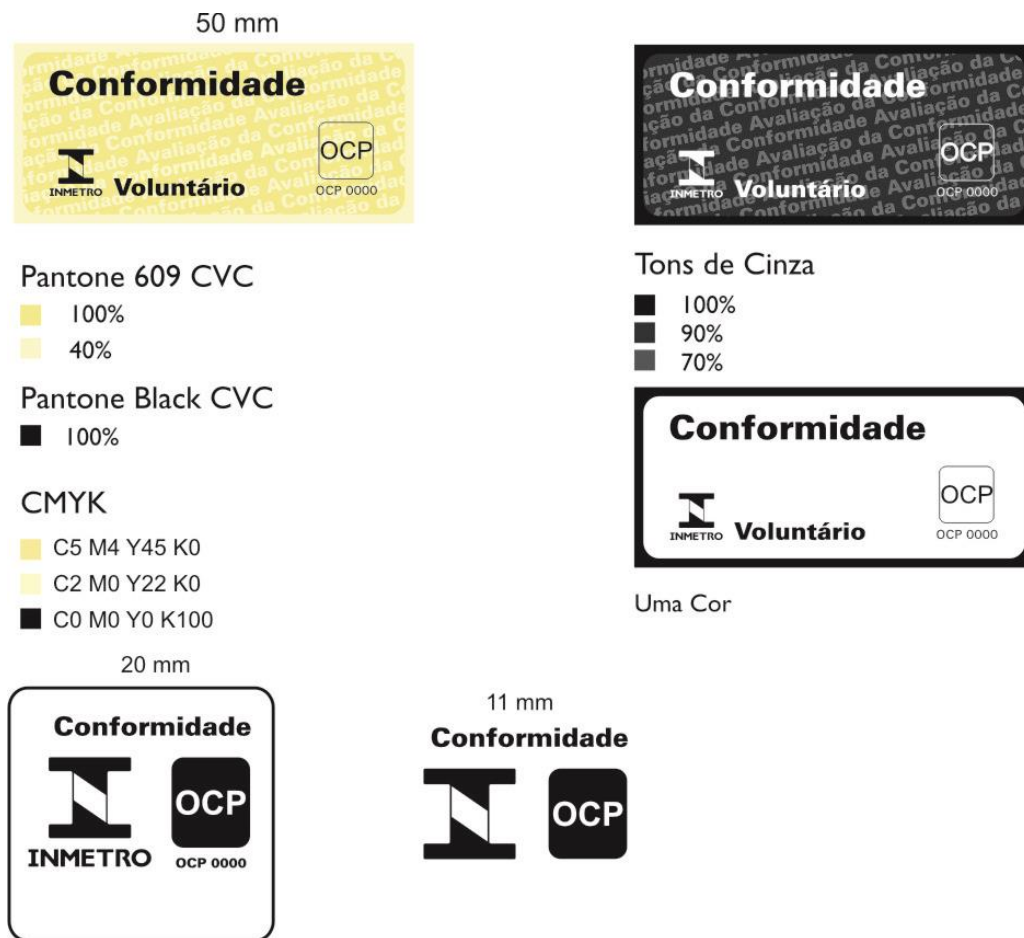 50 mm
Conformidade
OCP
INMETRO Voluntário
OCP 0000
Pantone 609 CVC
100%
40%
Pantone Black CVC
100%
CMYK
C5 M4 Y45 K0
C2 M0 Y22 K0
C0 M0 Y0 K100
Conformidade
OCP
INMETRO Voluntário
OCP 0000
Tons de Cinza
100%
90%
70%
Conformidade
OCP
INMETRO Voluntário
OCP 0000
Uma Cor
20 mm
Conformidade
OCP
INMETRO
OCP 0000
11 mm
Conformidade
OCP